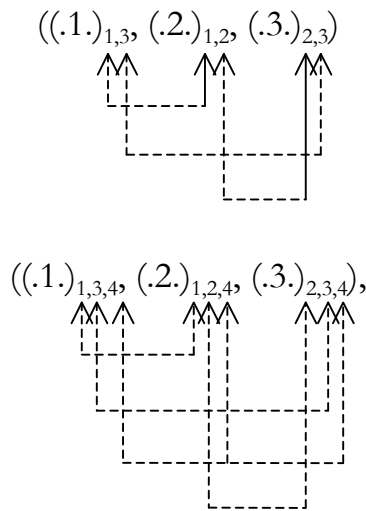 ((.1.)₁,₃, (.2.)₁,₂, (.3.)₂,₃)
((.1.)₁,₃,₄, (.2.)₁,₂,₄, (.3.)₂,₃,₄),